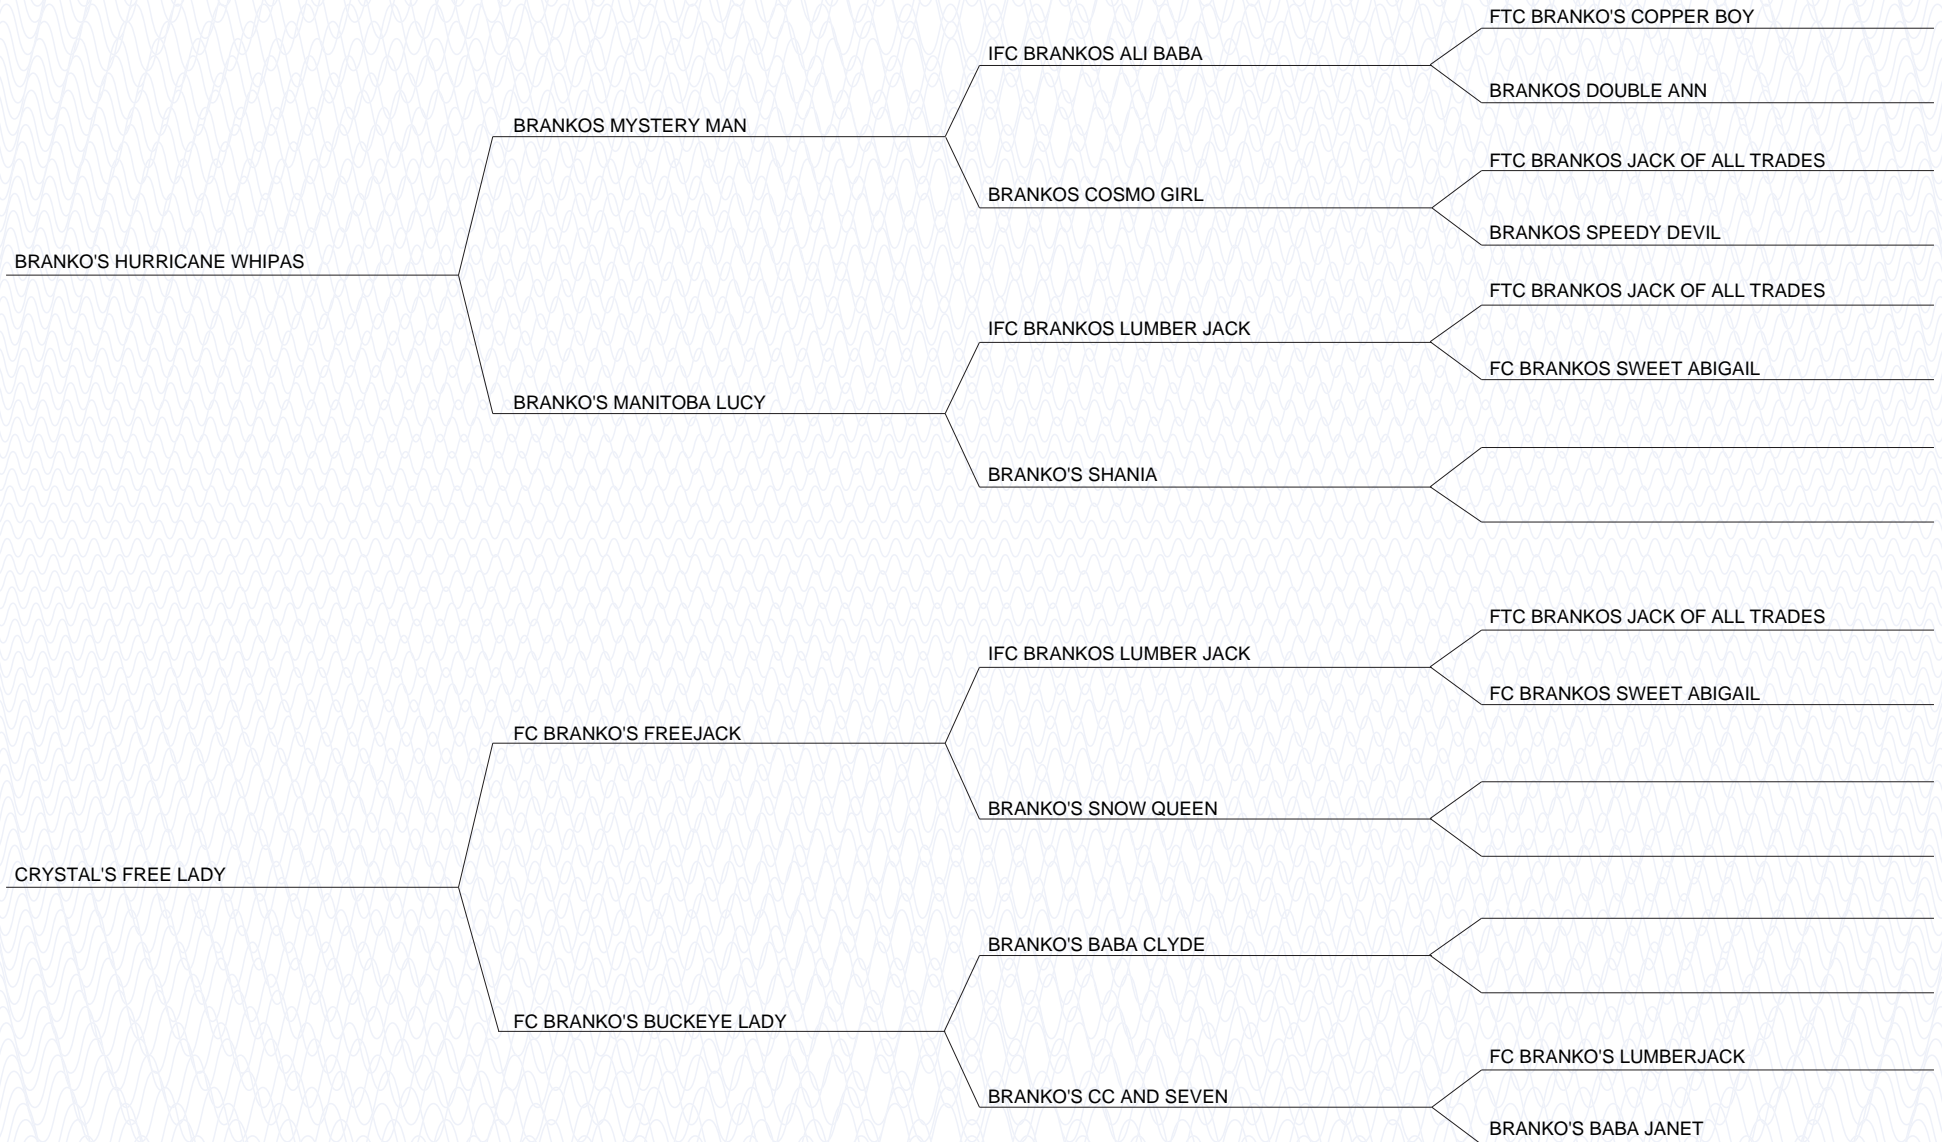 FTC BRANKO'S COPPER BOY
IFC BRANKOS ALI BABA
BRANKOS DOUBLE ANN
BRANKOS MYSTERY MAN
FTC BRANKOS JACK OF ALL TRADES
BRANKOS COSMO GIRL
BRANKOS SPEEDY DEVIL
BRANKO'S HURRICANE WHIPAS
FTC BRANKOS JACK OF ALL TRADES
IFC BRANKOS LUMBER JACK
FC BRANKOS SWEET ABIGAIL
BRANKO'S MANITOBA LUCY
BRANKO'S SHANIA
FTC BRANKOS JACK OF ALL TRADES
IFC BRANKOS LUMBER JACK
FC BRANKOS SWEET ABIGAIL
FC BRANKO'S FREEJACK
BRANKO'S SNOW QUEEN
CRYSTAL'S FREE LADY
BRANKO'S BABA CLYDE
FC BRANKO'S BUCKEYE LADY
FC BRANKO'S LUMBERJACK
BRANKO'S CC AND SEVEN
BRANKO'S BABA JANET